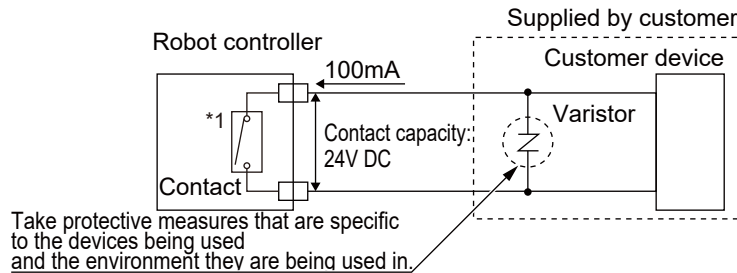 Supplied by customer
Robot controller
Customer device
100mA
*1
Varistor
Contact capacity:
24V DC
Contact
Take protective measures that are specific
to the devices being used
and the environment they are being used in.